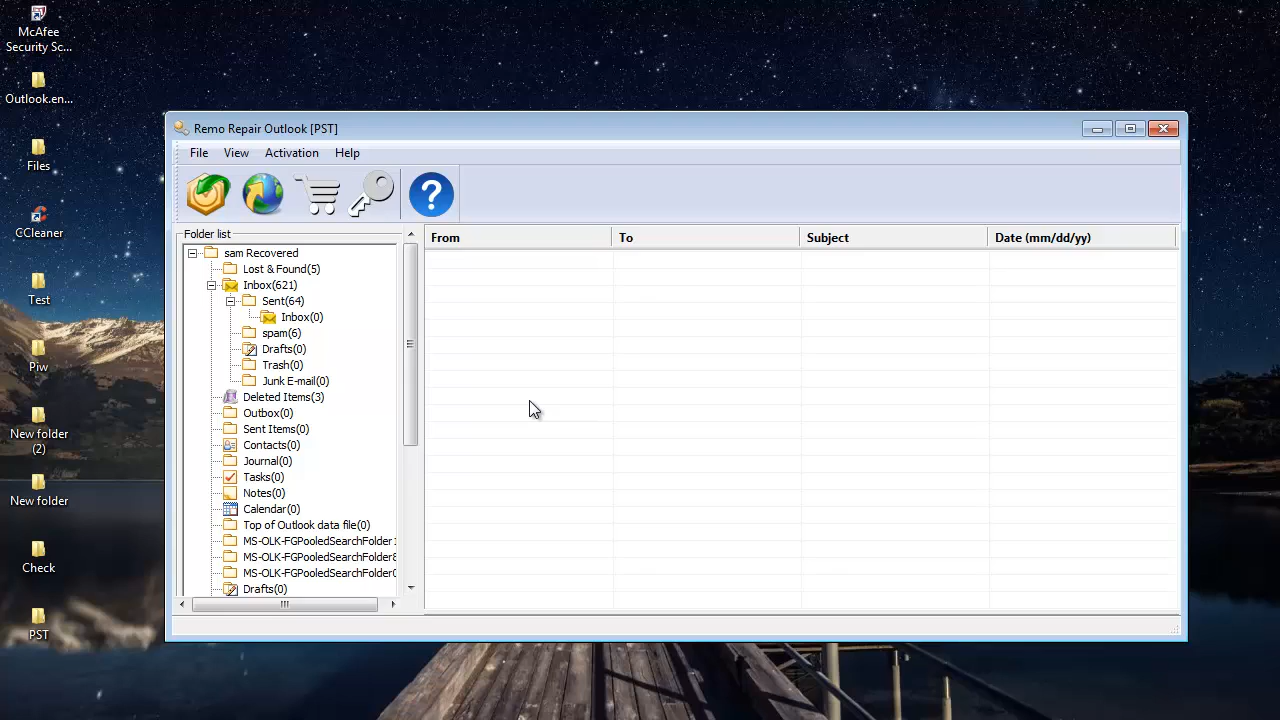 McAfee
Security Sc...
Outlook.en...
Files
CCleaner
Test
Piw
New folder
(2)
New folder
Check
PST
Remo Repair Outlook [PST]
File View Activation Help
Folder list
sam Recovered
Lost & Found(5)
Inbox(621)
Sent(64)
Inbox(0)
spam(6)
Drafts(0)
Trash(0)
Junk E-mail(0)
Deleted Items(3)
Outbox(0)
Sent Items(0)
Contacts(0)
Journal(0)
Tasks(0)
Notes(0)
Calendar(0)
Top of Outlook data file(0)
MS-OLK-FGPooledSearchFolder
MS-OLK-FGPooledSearchFolder
MS-OLK-FGPooledSearchFolder
Drafts(0)
From To Subject Date (mm/dd/yy)